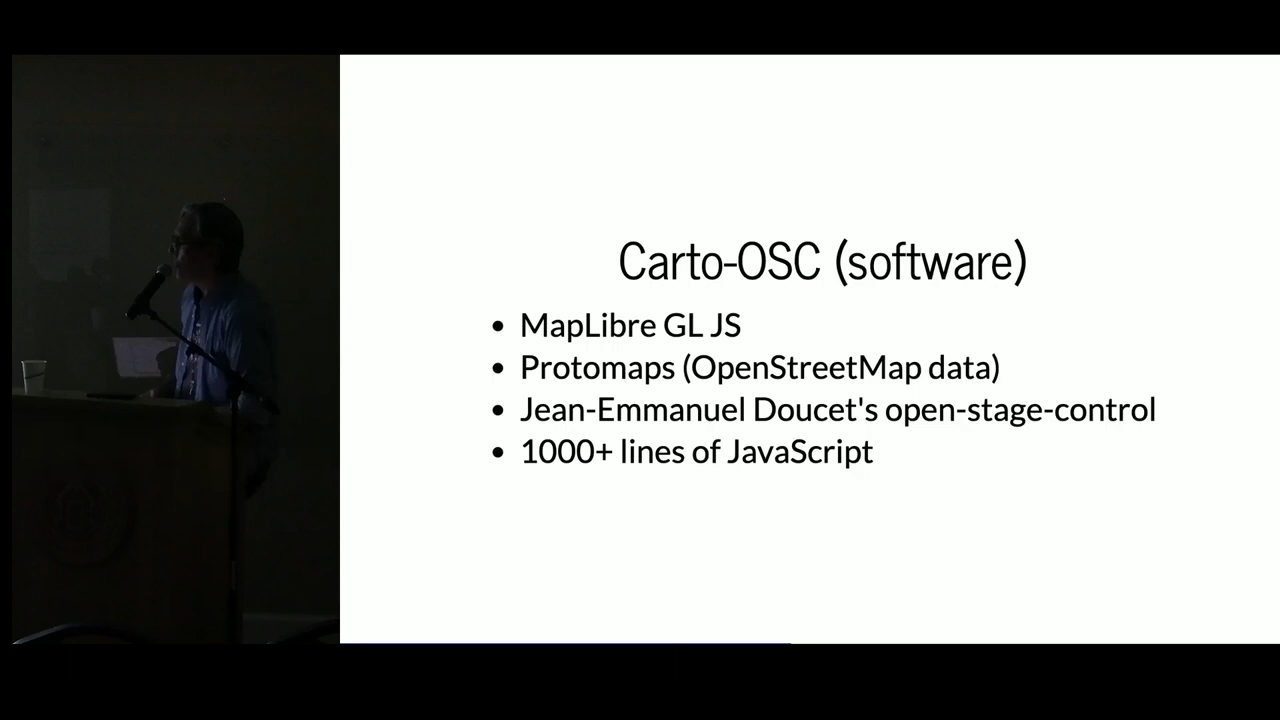 Carto-OSC (software)
• MapLibre GL JS
• Protomaps (OpenStreetMap data)
• Jean-Emmanuel Doucet's open-stage-control
• 1000+ lines of JavaScript